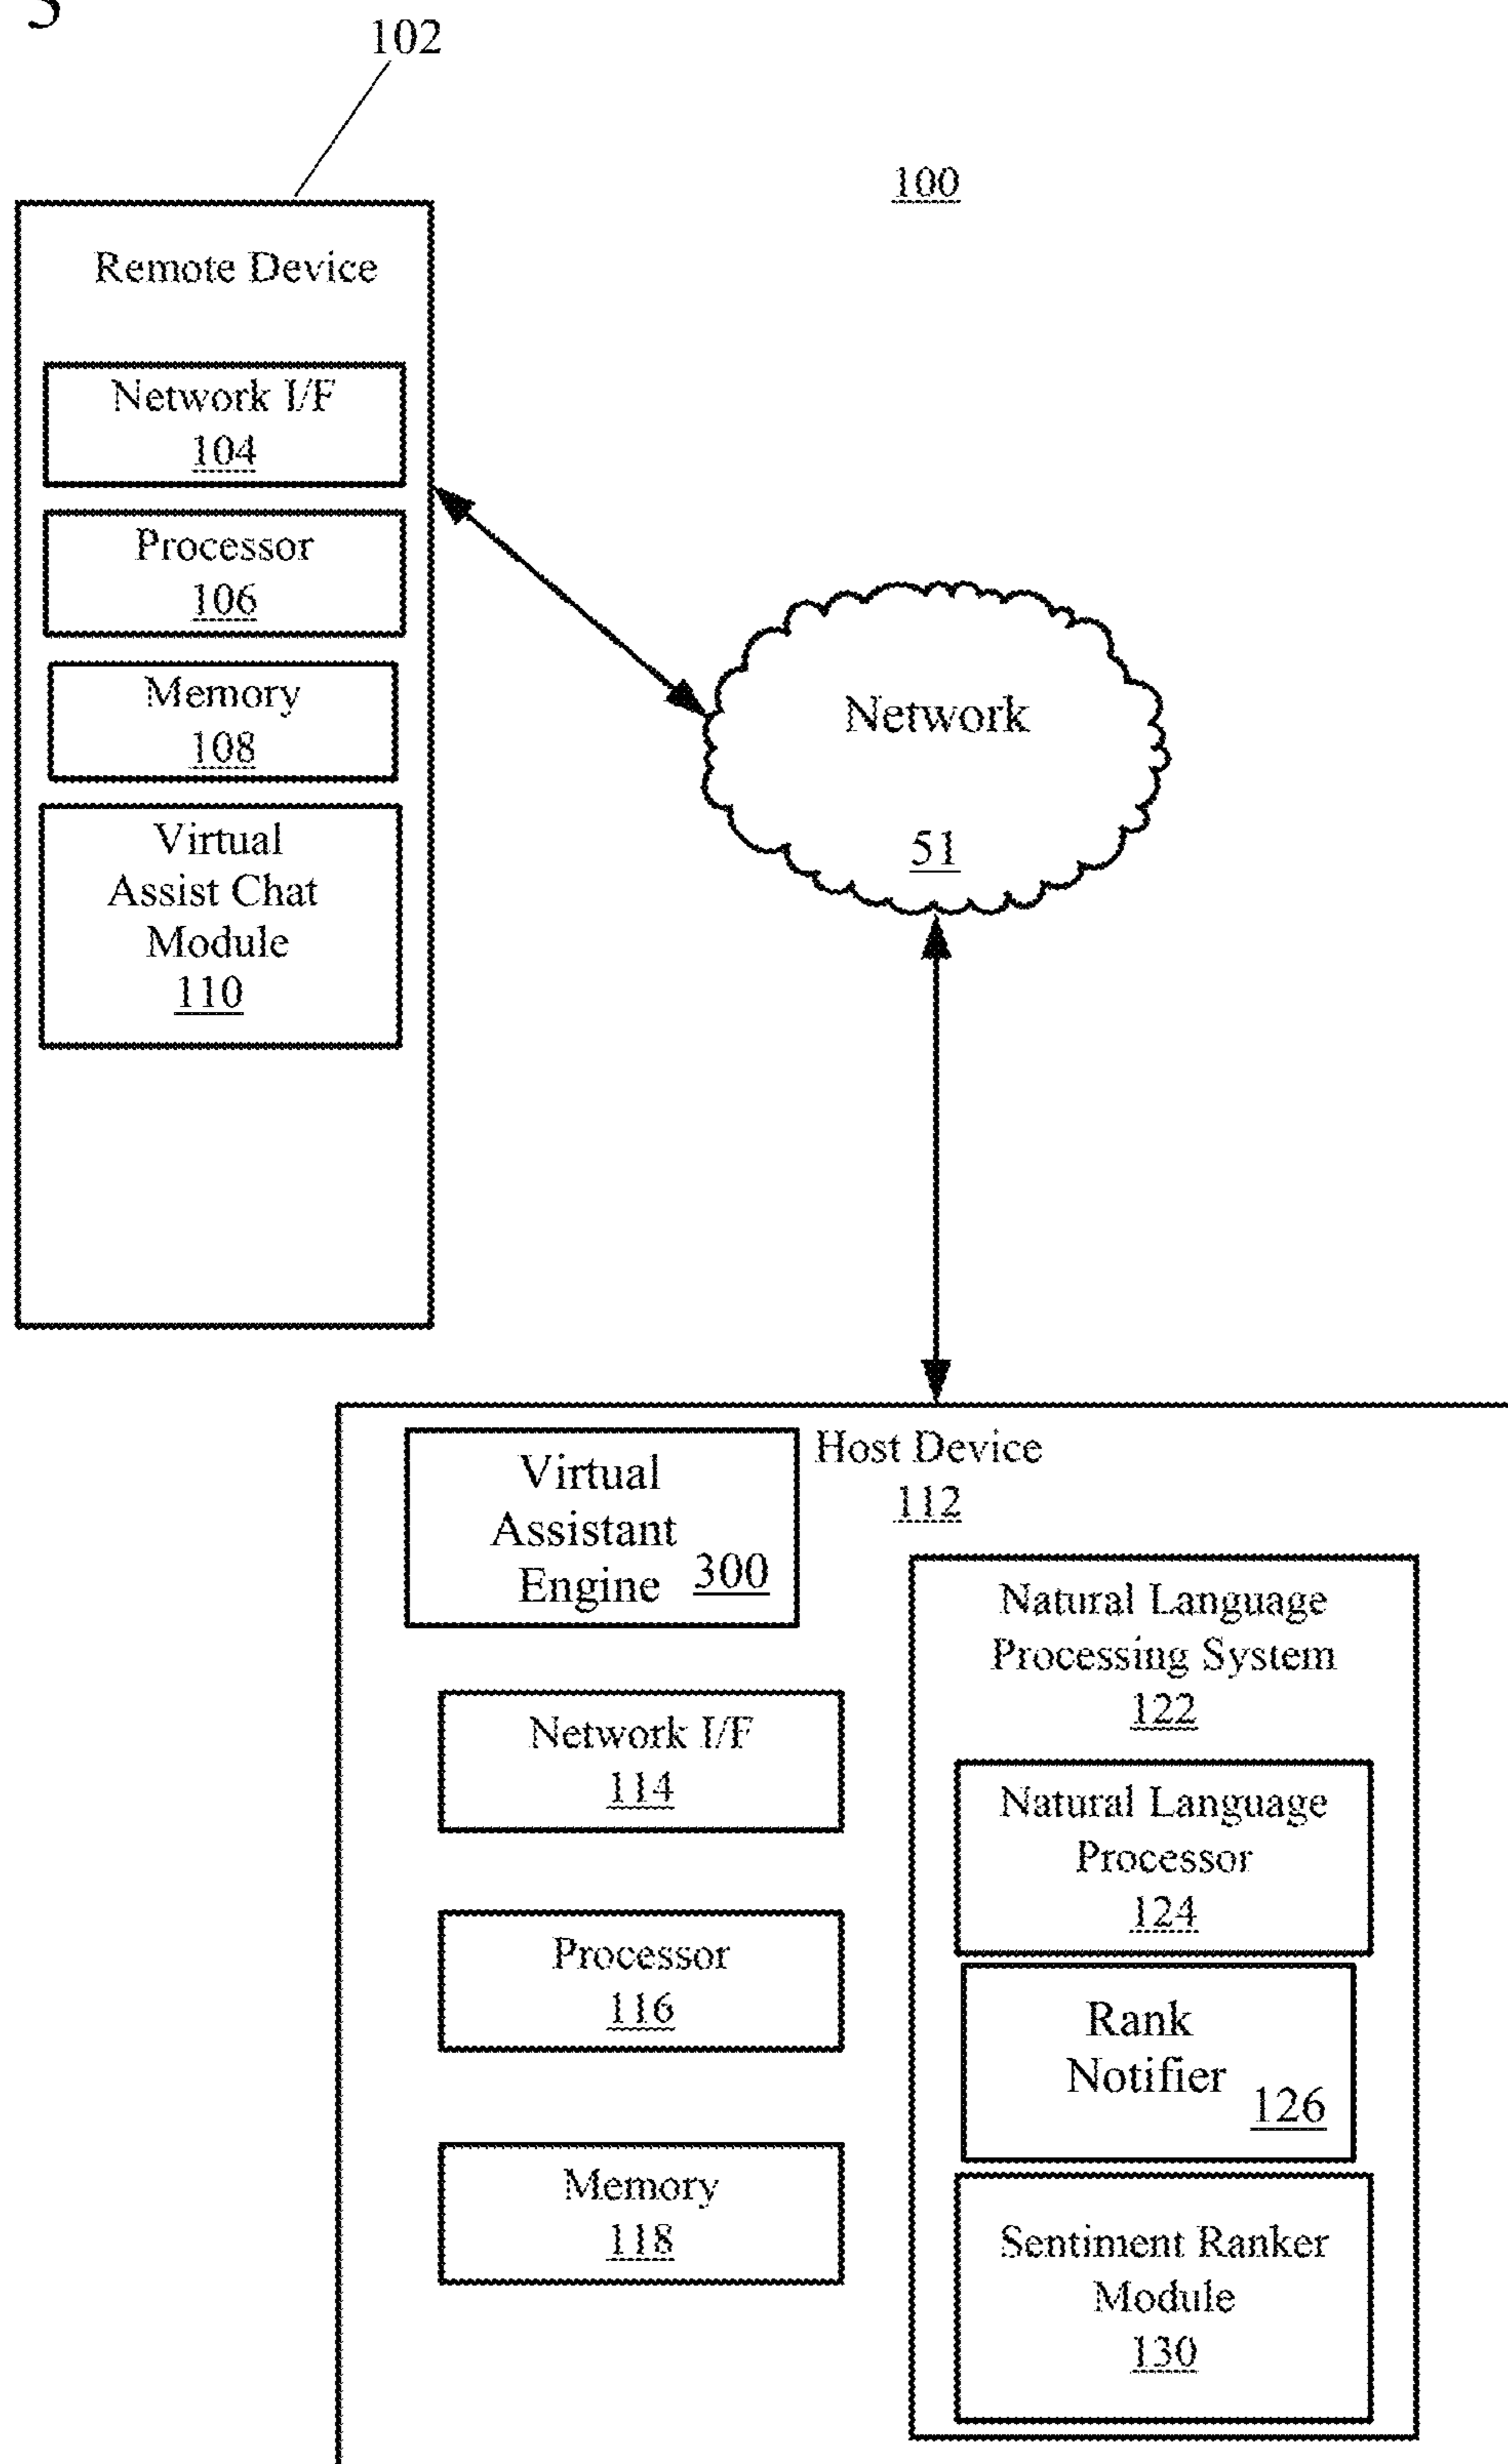 102
100
Remote Device
Network I/F
104
Processor
106
Memory
108
Virtual
Assist Chat
Module
110
Network
51
Host Device
112
Virtual
Assistant
Engine 300
Network I/F
114
Processor
116
Memory
118
Natural Language
Processing System
122
Natural Language
Processor
124
Rank
Notifier 126
Sentiment Ranker
Module
130